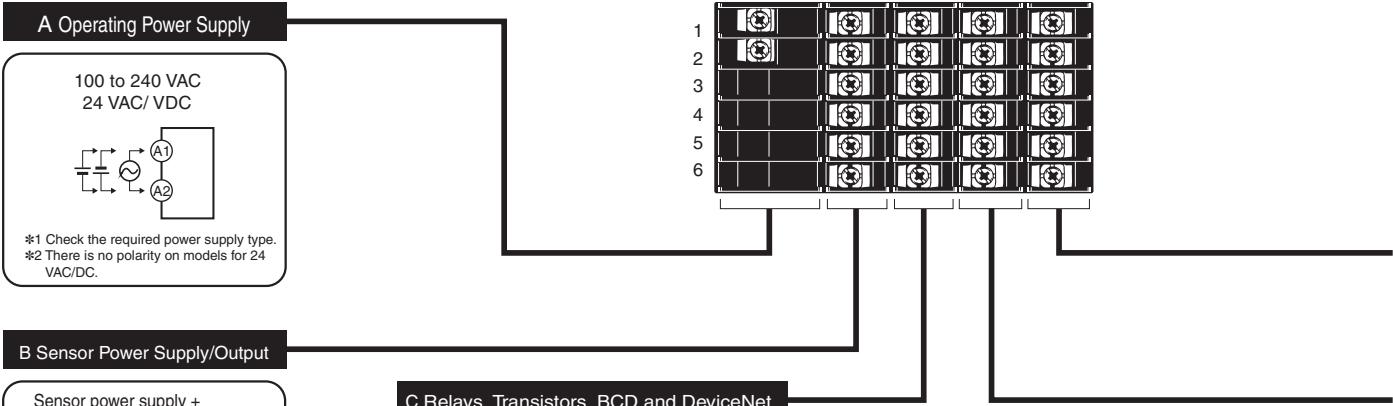 A Operating Power Supply
100 to 240 VAC
24 VAC/ VDC
A1
A2
✽1 Check the required power supply type.
✽2 There is no polarity on models for 24
VAC/DC.
1
2
3
4
5
6
B Sensor Power Supply/Output
Sensor power supply +
C Relays, Transistors, BCD and DeviceNet